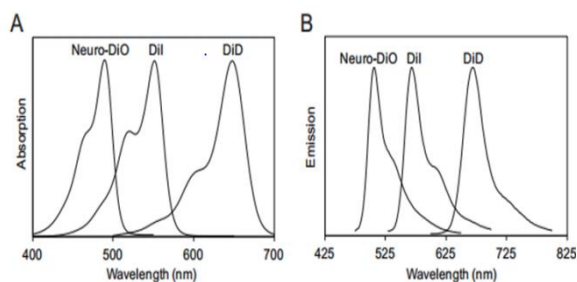 A
Neuro-DiO DiI DiD
Absorption
400 500 600 700
Wavelength (nm)
B
Neuro-DiO DiI DiD
Emission
425 525 625 725 825
Wavelength (nm)